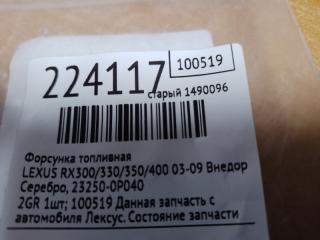 224117
100519
старый 1490096
Форсунка топливная
LEXUS RX300/330/350/400 03-09 Внедор
Серебро, 23250-0P040
2GR 1шт; 100519 Данная запчасть с
автомобиля Лексус. Состояние запчасти